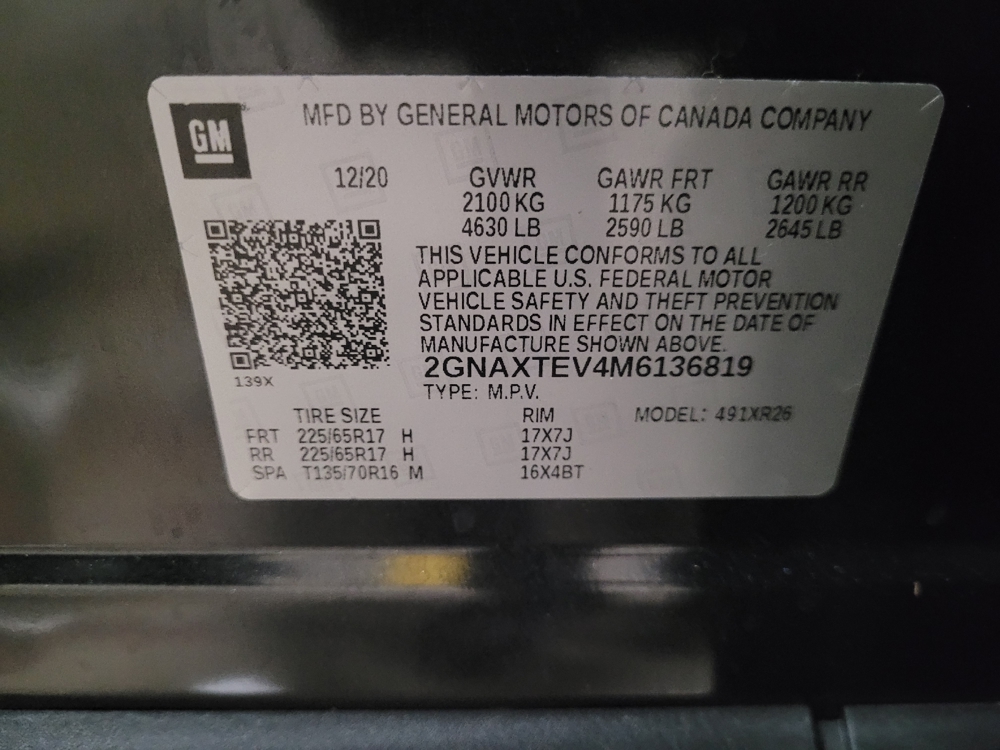 GM
MFD BY GENERAL MOTORS OF CANADA COMPANY
12/20 GVWR GAWR FRT GAWR RR
2100 KG 1175 KG 1200 KG
4630 LB 2590 LB 2645 LB
THIS VEHICLE CONFORMS TO ALL
APPLICABLE U.S. FEDERAL MOTOR
VEHICLE SAFETY AND THEFT PREVENTION
STANDARDS IN EFFECT ON THE DATE OF
MANUFACTURE SHOWN ABOVE.
2GNAXTEV4M6136819
139X
TYPE: M.P.V.
TIRE SIZE RIM MODEL: 491XR26
FRT 225/65R17 H 17X7J
RR 225/65R17 H 17X7J
SPA T135/70R16 M 16X4BT